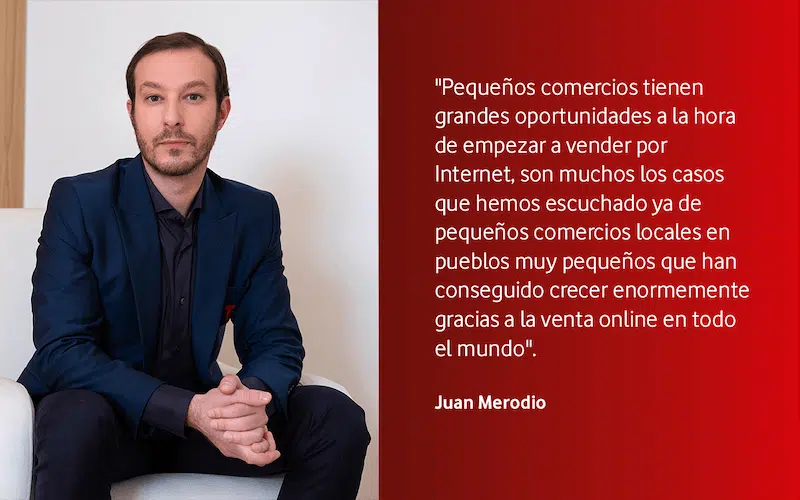 "Pequeños comercios tienen
grandes oportunidades a la hora
de empezar a vender por
Internet, son muchos los casos
que hemos escuchado ya de
pequeños comercios locales en
pueblos muy pequeños que han
conseguido crecer enormemente
gracias a la venta online en todo
el mundo".
Juan Merodio